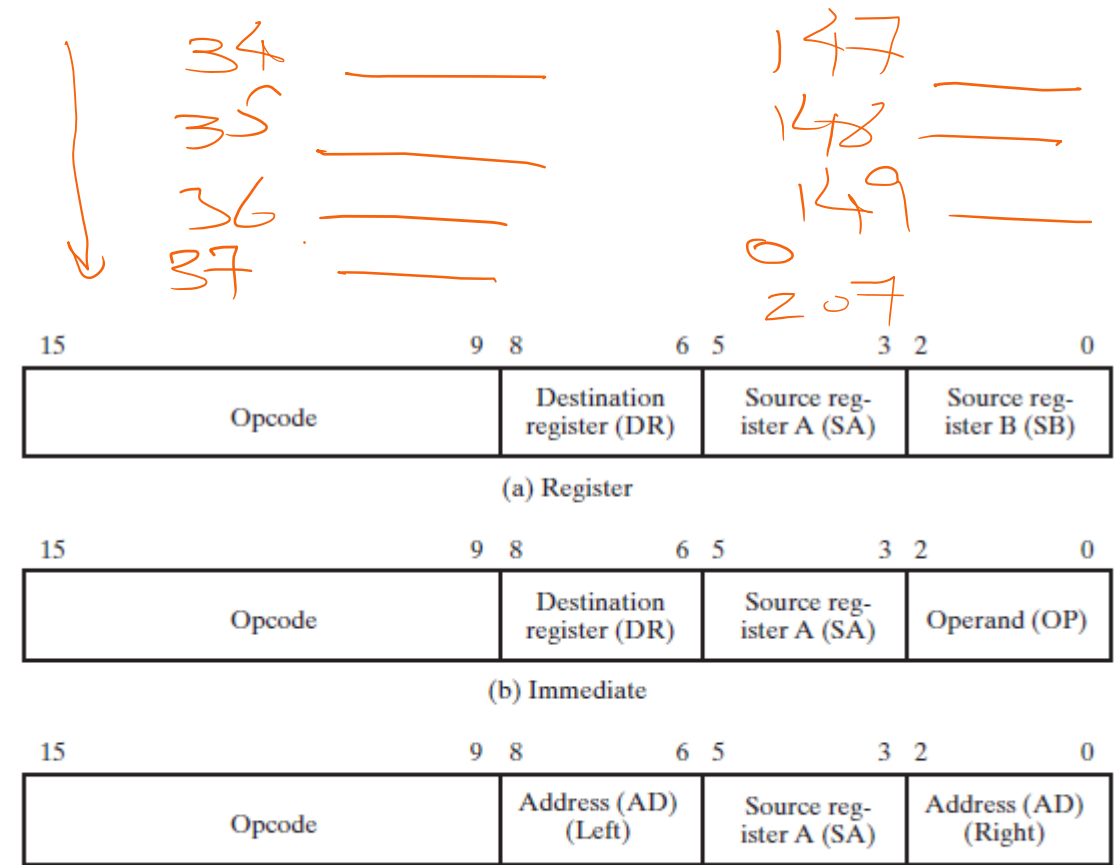 34 147
35 148
36 149
37 0
207
15 9 8 6 5 3 2 0
Opcode Destination register (DR) Source reg-ister A (SA) Source reg-ister B (SB)
(a) Register
15 9 8 6 5 3 2 0
Opcode Destination register (DR) Source reg-ister A (SA) Operand (OP)
(b) Immediate
15 9 8 6 5 3 2 0
Opcode Address (AD) (Left) Source reg-ister A (SA) Address (AD) (Right)